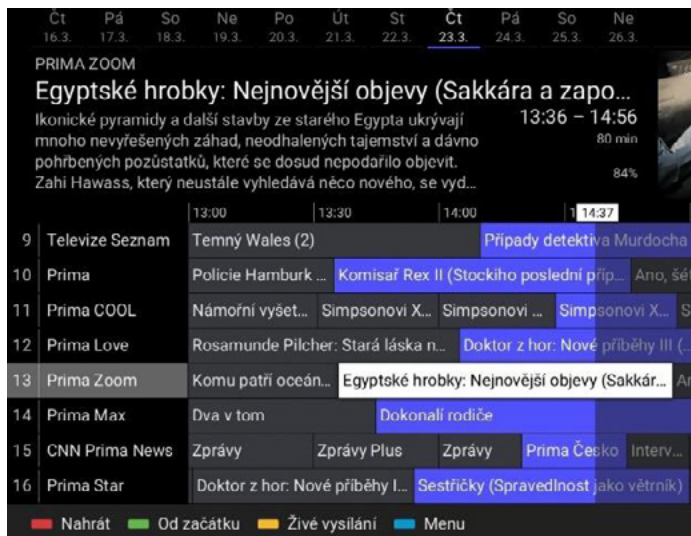 Čt Pá So Ne Po Út St Čt Pá So Ne
16.3. 17.3. 18.3. 19.3. 20.3. 21.3. 22.3. 23.3. 24.3. 25.3. 26.3.
PRIMA ZOOM
Egyptské hrobky: Nejnovější objevy (Sakkára a zapo...
Ikonické pyramidy a další stavby ze starého Egypta ukrývají
mnoho nevyřešených záhad, neodhalených tajemství a dávno
pohřbených pozůstatků, které se dosud nepodařilo objevit.
Zahi Hawass, který neustále vyhledává něco nového, se vyd...
13:36 – 14:56
80 min
84%
13:00 13:30 14:00 14:37
9 Televize Seznam Temný Wales (2) Případy detektiva Murdocha
10 Prima Policie Hamburk ... Komisař Rex II (Stockiho poslední příp... Ano, šé
11 Prima COOL Námořní vyšet... Simpsonovi X... Simpsonovi ... Simpsonovi X... S
12 Prima Love Rosamunde Pilcher: Stará láska n... Doktor z hor: Nové příběhy III (...
13 Prima Zoom Komu patří oceán... Egyptské hrobky: Nejnovější objevy (Sakkár... Ar
14 Prima Max Dva v tom Dokonalí rodiče
15 CNN Prima News Zprávy Zprávy Plus Zprávy Prima Česko Interv...
16 Prima Star Doktor z hor: Nové příběhy I... Sestřičky (Spravedlnost jako větrník)
Nahrát Od začátku Živé vysílání Menu